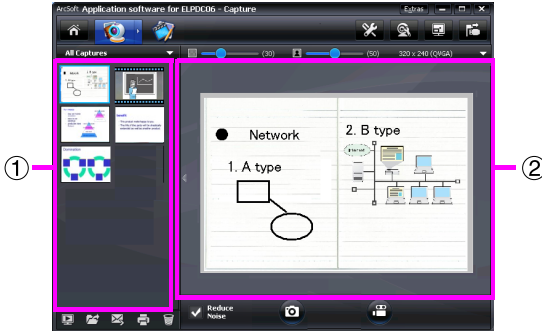 ArcSoft Application software for ELPDC06 - Capture
Extras
All Captures
(30)
(50)
320 x 240 (QVGA)
1
2
Network
1. A type
2. B type
Reduce
Noise